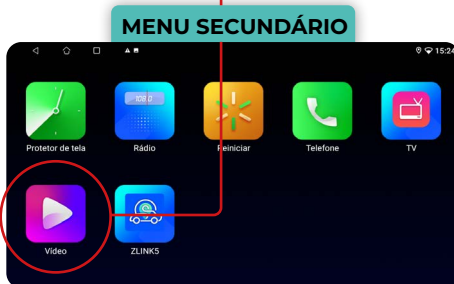 MENU SECUNDÁRIO
15:24
108.0
Protetor de tela
Rádio
Reiniciar
Telefone
TV
Vídeo
ZLINK5